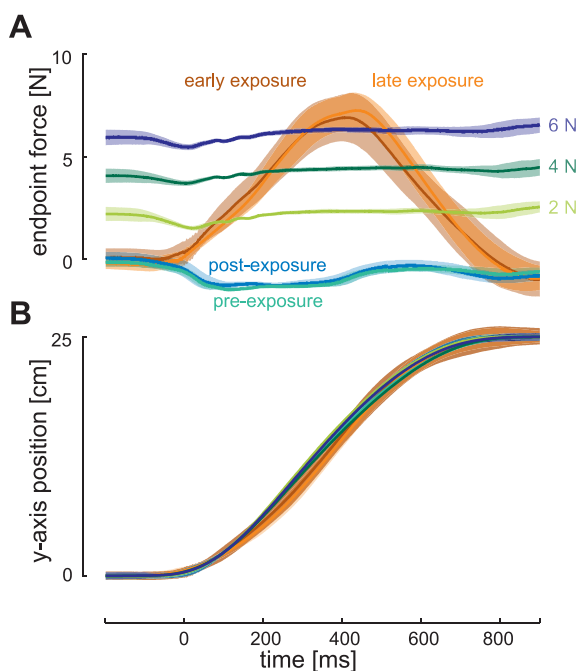 A
endpoint force [N]
10
5
0
early exposure
late exposure
6 N
4 N
2 N
post-exposure
pre-exposure
B
y-axis position [cm]
25
0
0
200
400
600
800
time [ms]